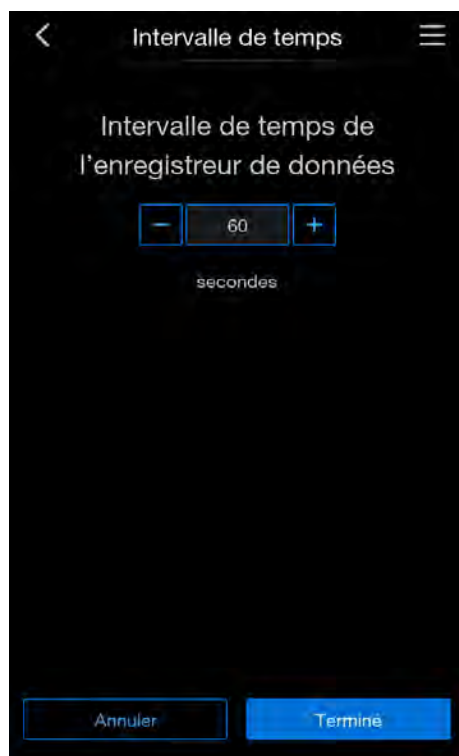 Intervalle de temps
Intervalle de temps de
l'enregistreur de données
− 60 +
secondes
Annuler Terminé